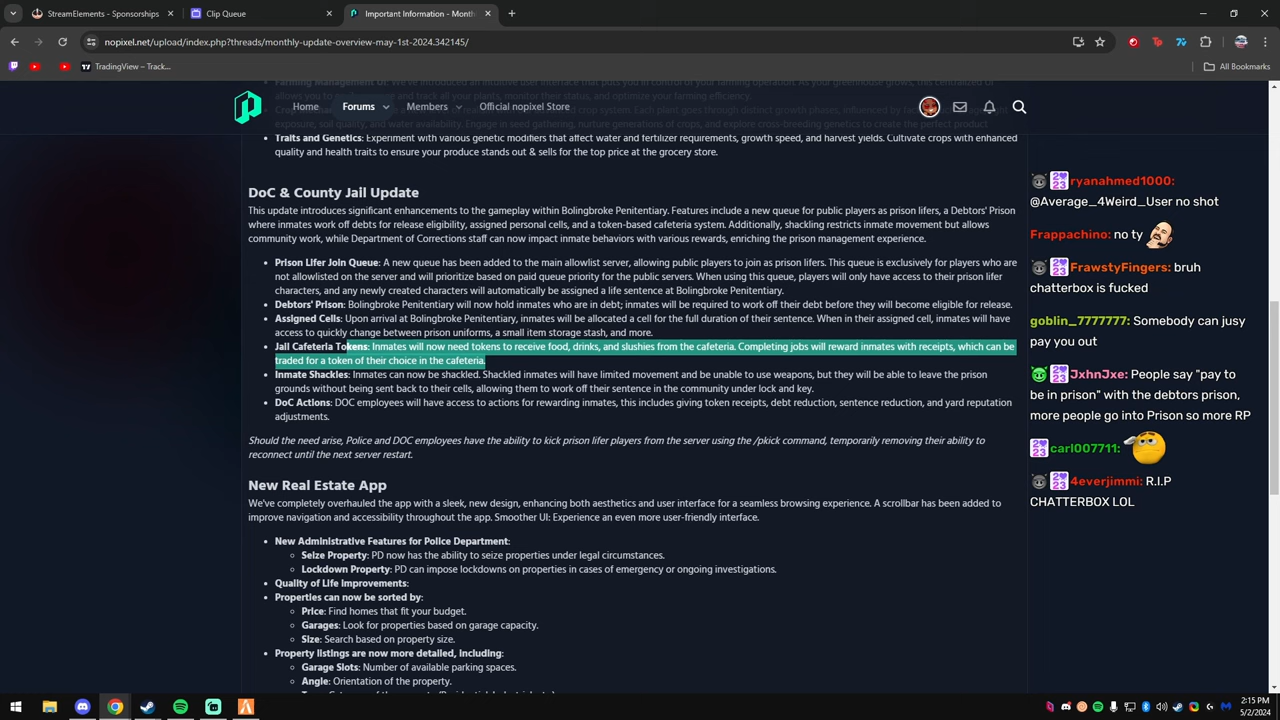 StreamElements - Sponsorships
Clip Queue
Important Information - Month
nopixel.net/upload/index.php?threads/monthly-update-overview-may-1st-2024.342145/
TradingView – Track...
All Bookmarks
Home
Forums
Members
Official nopixel Store
Traits and Genetics: Experiment with various genetic modifiers that affect water and fertilizer requirements, growth speed, and harvest yields. Cultivate crops with enhanced
quality and health traits to ensure your produce stands out & sells for the top price at the grocery store.
DoC & County Jail Update
This update introduces significant enhancements to the gameplay within Bolingbroke Penitentiary. Features include a new queue for public players as prison lifers, a Debtors' Prison
where inmates work off debts for release eligibility, assigned personal cells, and a token-based cafeteria system. Additionally, shackling restricts inmate movement but allows
community work, while Department of Corrections staff can now impact inmate behaviors with various rewards, enriching the prison management experience.
Prison Lifer Join Queue: A new queue has been added to the main allowlist server, allowing public players to join as prison lifers. This queue is exclusively for players who are
not allowlisted on the server and will prioritize based on paid queue priority for the public servers. When using this queue, players will only have access to their prison lifer
characters, and any newly created characters will automatically be assigned a life sentence at Bolingbroke Penitentiary.
Debtors' Prison: Bolingbroke Penitentiary will now hold inmates who are in debt; inmates will be required to work off their debt before they will become eligible for release.
Assigned Cells: Upon arrival at Bolingbroke Penitentiary, inmates will be allocated a cell for the full duration of their sentence. When in their assigned cell, inmates will have
access to quickly change between prison uniforms, a small item storage stash, and more.
Jail Cafeteria Tokens: Inmates will now need tokens to receive food, drinks, and slushies from the cafeteria. Completing jobs will reward inmates with receipts, which can be
traded for a token of their choice in the cafeteria.
Inmate Shackles: Inmates can now be shackled. Shackled inmates will have limited movement and be unable to use weapons, but they will be able to leave the prison
grounds without being sent back to their cells, allowing them to work off their sentence in the community under lock and key.
DoC Actions: DOC employees will have access to actions for rewarding inmates, this includes giving token receipts, debt reduction, sentence reduction, and yard reputation
adjustments.
Should the need arise, Police and DOC employees have the ability to kick prison lifer players from the server using the /pkick command, temporarily removing their ability to
reconnect until the next server restart.
New Real Estate App
We've completely overhauled the app with a sleek, new design, enhancing both aesthetics and user interface for a seamless browsing experience. A scrollbar has been added to
improve navigation and accessibility throughout the app. Smoother UI: Experience an even more user-friendly interface.
New Administrative Features for Police Department:
Seize Property: PD now has the ability to seize properties under legal circumstances.
Lockdown Property: PD can impose lockdowns on properties in cases of emergency or ongoing investigations.
Quality of Life Improvements:
Properties can now be sorted by:
Price: Find homes that fit your budget.
Garages: Look for properties based on garage capacity.
Size: Search based on property size.
Property listings are now more detailed, including:
Garage Slots: Number of available parking spaces.
Angle: Orientation of the property.
ryanahmed1000:
@Average_4Weird_User no shot
Frappachino: no ty
FrawstyFingers: bruh
chatterbox is fucked
goblin_7777777: Somebody can jusy
pay you out
JxhnJxe: People say "pay to
be in prison" with the debtors prison,
more people go into Prison so more RP
carl007711:
4everjimmi: R.I.P
CHATTERBOX LOL
2:15 PM
5/2/2024